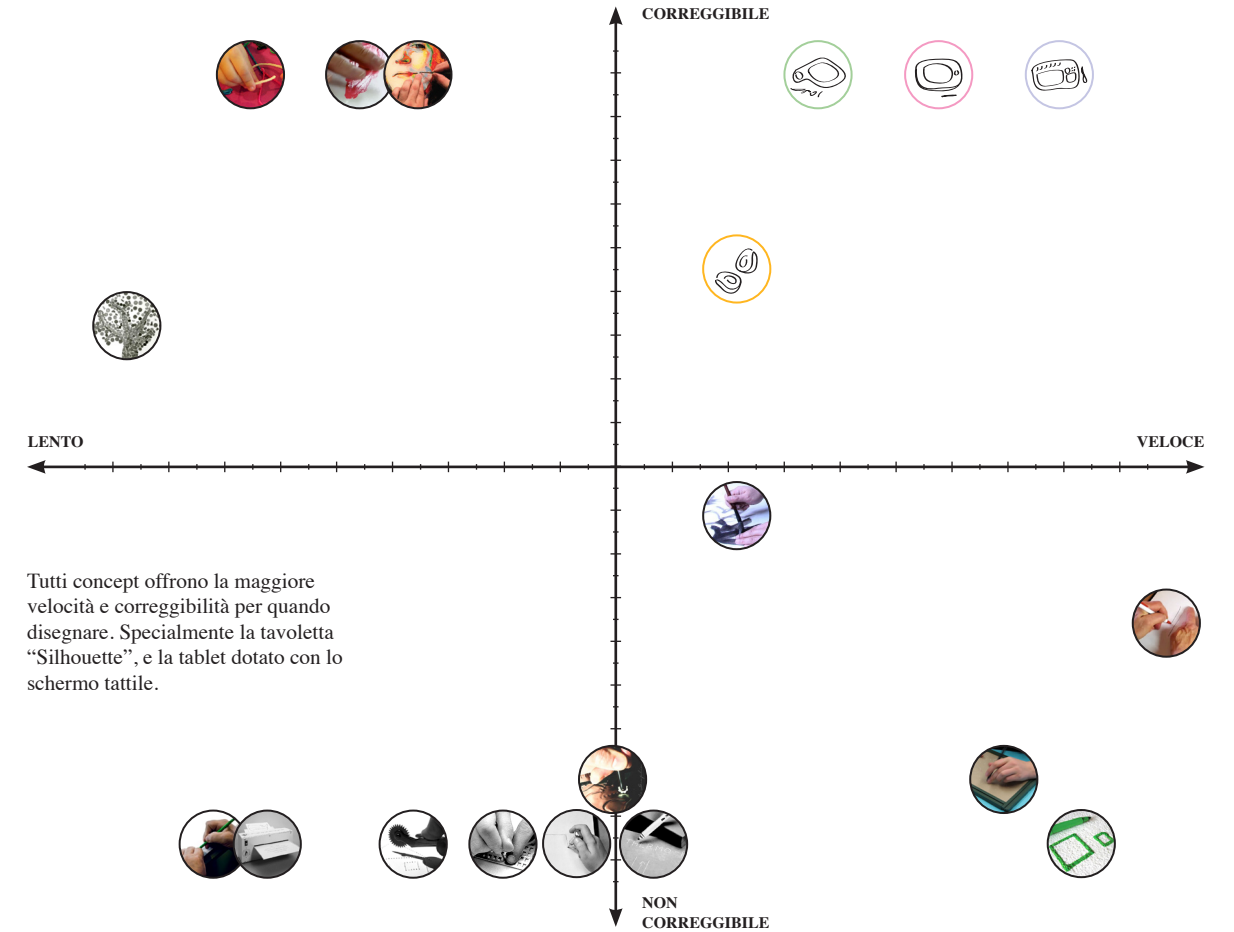 CORREGGIBILE
LENTO
VELOCE
Tutti concept offrono la maggiore
velocità e correggibilità per quando
disegnare. Specialmente la tavoletta
“Silhouette”, e la tablet dotato con lo
schermo tattile.
NON
CORREGGIBILE